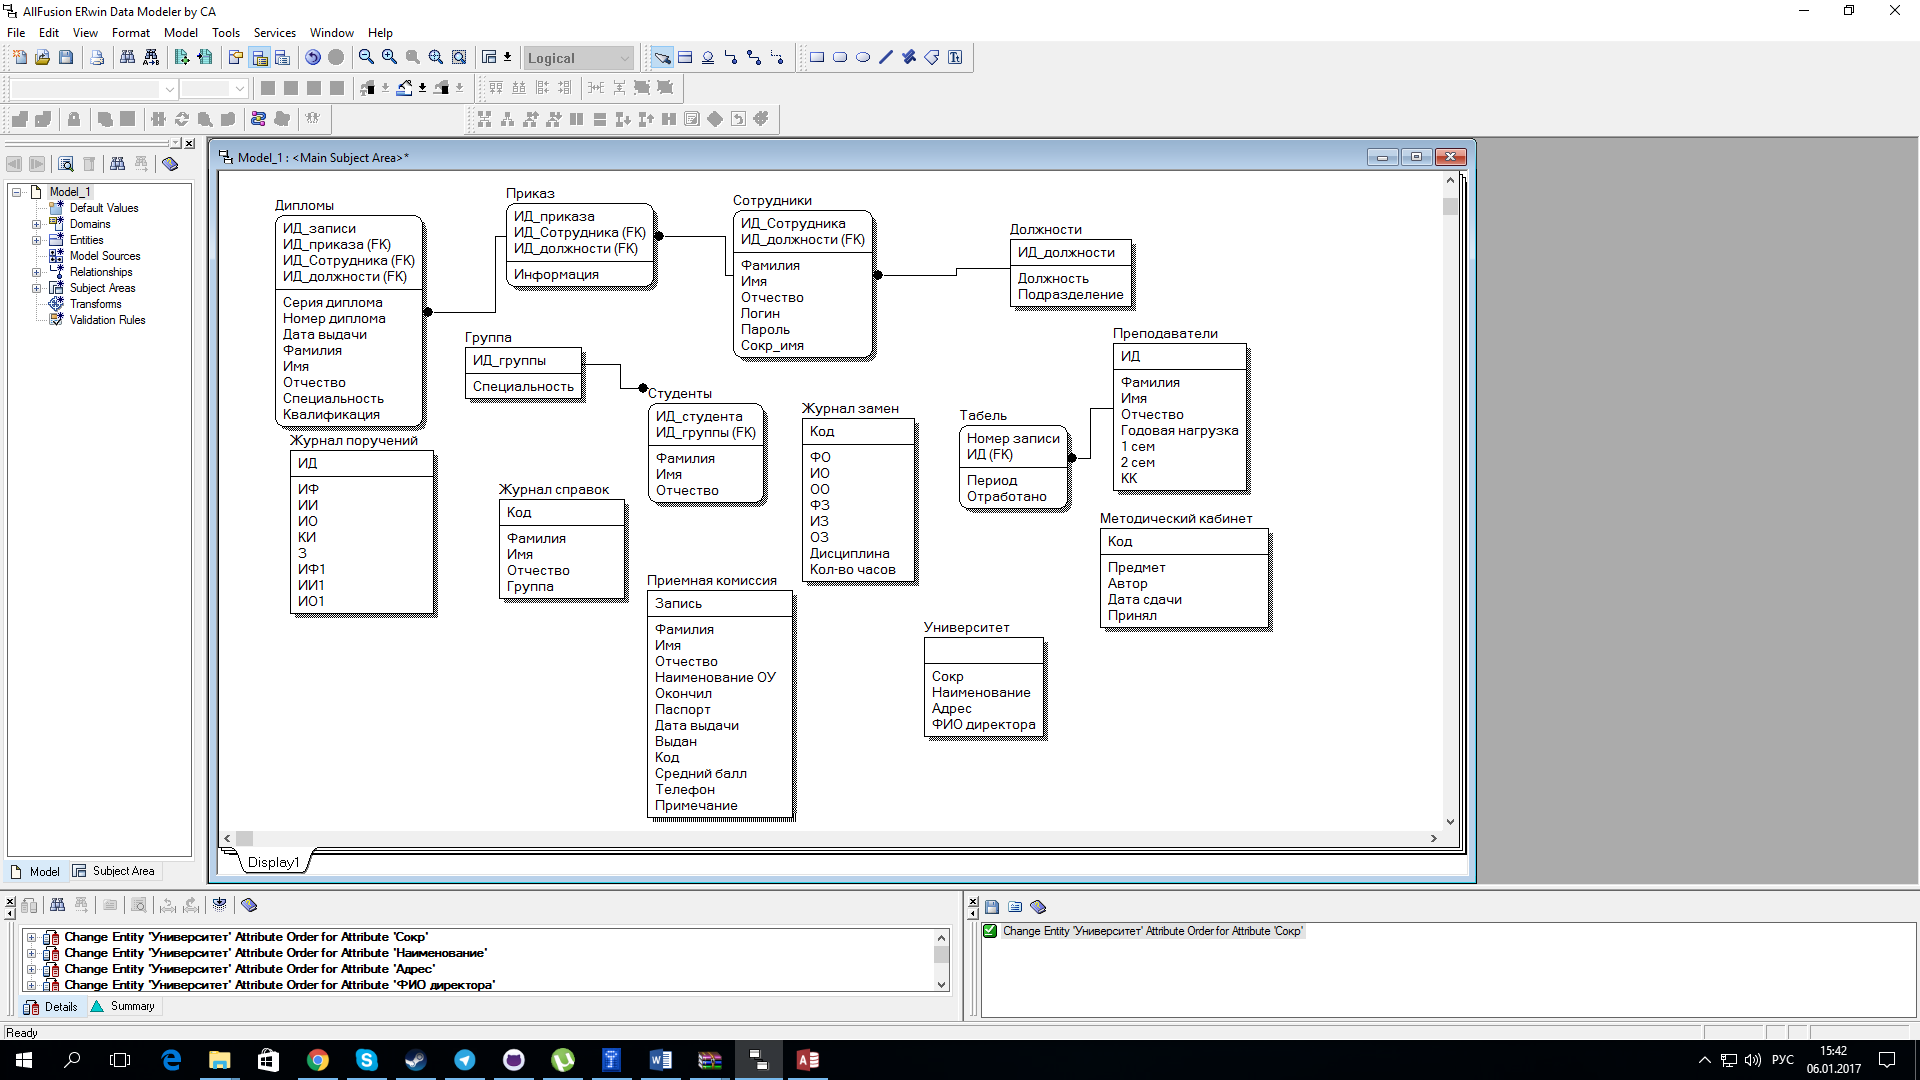 AllFusion ERwin Data Modeler by CA
File Edit View Format Model Tools Services Window Help
Logical
Model_1 : <Main Subject Area>*
Model_1
Default Values
Domains
Entities
Model Sources
Relationships
Subject Areas
Transforms
Validation Rules
Model
Subject Area
Дипломы
ИД_записи
ИД_приказа (FK)
ИД_Сотрудника (FK)
ИД_должности (FK)
Серия диплома
Номер диплома
Дата выдачи
Фамилия
Имя
Отчество
Специальность
Квалификация
Приказ
ИД_приказа
ИД_Сотрудника (FK)
ИД_должности (FK)
Информация
Сотрудники
ИД_Сотрудника
ИД_должности (FK)
Фамилия
Имя
Отчество
Логин
Пароль
Сокр_имя
Должности
ИД_должности
Должность
Подразделение
Группа
ИД_группы
Специальность
Студенты
ИД_студента
ИД_группы (FK)
Фамилия
Имя
Отчество
Журнал замен
Код
ФО
ИО
ОО
ФЗ
ИЗ
ОЗ
Дисциплина
Кол-во часов
Табель
Номер записи
ИД (FK)
Период
Отработано
Преподаватели
ИД
Фамилия
Имя
Отчество
Годовая нагрузка
1 сем
2 сем
КК
Журнал поручений
ИД
ИФ
ИИ
ИО
КИ
З
ИФ1
ИИ1
ИО1
Журнал справок
Код
Фамилия
Имя
Отчество
Группа
Приемная комиссия
Запись
Фамилия
Имя
Отчество
Наименование ОУ
Окончил
Паспорт
Дата выдачи
Выдан
Код
Средний балл
Телефон
Примечание
Университет
Сокр
Наименование
Адрес
ФИО директора
Методический кабинет
Код
Предмет
Автор
Дата сдачи
Принял
Display1
Change Entity 'Университет' Attribute Order for Attribute 'Сокр'
Change Entity 'Университет' Attribute Order for Attribute 'Наименование'
Change Entity 'Университет' Attribute Order for Attribute 'Адрес'
Change Entity 'Университет' Attribute Order for Attribute 'ФИО директора'
Details
Summary
Change Entity 'Университет' Attribute Order for Attribute 'Сокр'
Ready
РУС
15:42
06.01.2017